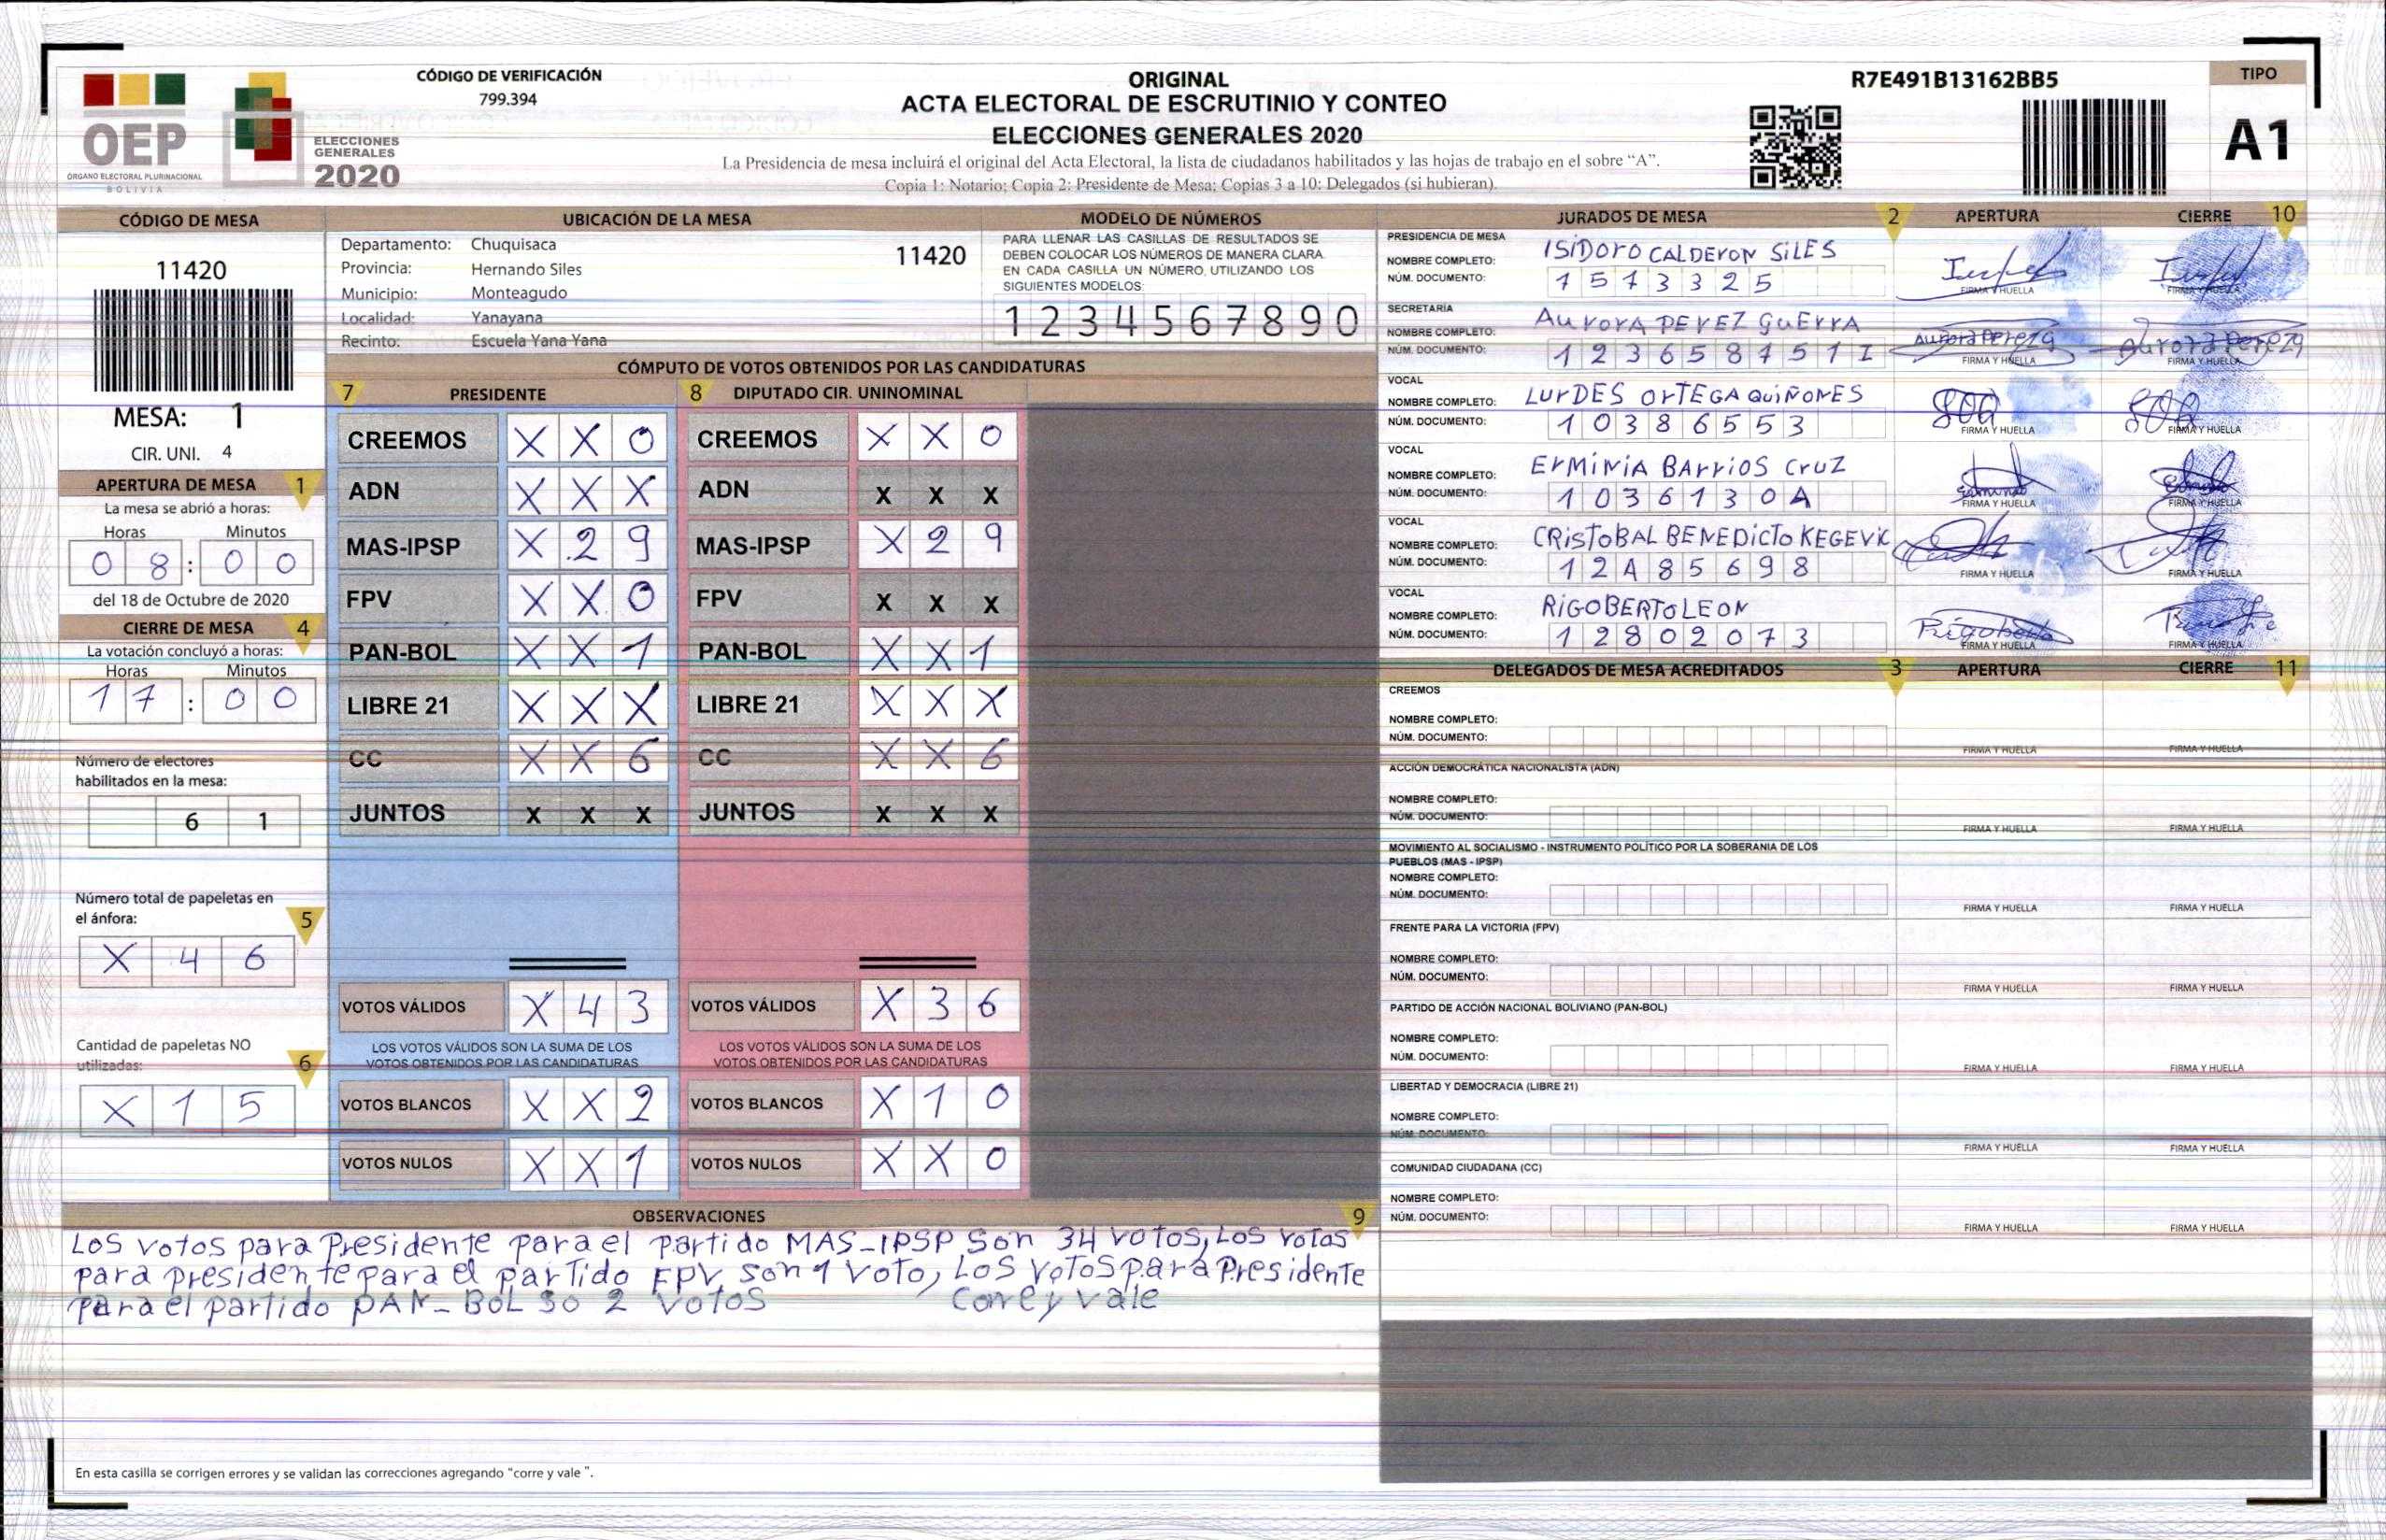 CÓDIGO DE VERIFICACIÓN
799.394
ORIGINAL
ACTA ELECTORAL DE ESCRUTINIO Y CONTEO
ELECCIONES GENERALES 2020
La Presidencia de mesa incluirá el original del Acta Electoral, la lista de ciudadanos habilitados y las hojas de trabajo en el sobre “A”.
Copia 1: Notario; Copia 2: Presidente de Mesa; Copias 3 a 10: Delegados (si hubieran).
R7E491B13162BB5
TIPO
A1
OEP
ÓRGANO ELECTORAL PLURINACIONAL
BOLIVIA
ELECCIONES
GENERALES
2020
CÓDIGO DE MESA
11420
MESA: 1
CIR. UNI. 4
APERTURA DE MESA 1
La mesa se abrió a horas:
Horas Minutos
0 8 : 0 0
del 18 de Octubre de 2020
CIERRE DE MESA 4
La votación concluyó a horas:
Horas Minutos
1 7 : 0 0
Número de electores
habilitados en la mesa:
6 1
Número total de papeletas en
el ánfora: 5
X 4 6
Cantidad de papeletas NO
utilizadas: 6
X 1 5
UBICACIÓN DE LA MESA
Departamento: Chuquisaca 11420
Provincia: Hernando Siles
Municipio: Monteagudo
Localidad: Yanayana
Recinto: Escuela Yana Yana
MODELO DE NÚMEROS
PARA LLENAR LAS CASILLAS DE RESULTADOS SE
DEBEN COLOCAR LOS NÚMEROS DE MANERA CLARA.
EN CADA CASILLA UN NÚMERO, UTILIZANDO LOS
SIGUIENTES MODELOS:
1 2 3 4 5 6 7 8 9 0
CÓMPUTO DE VOTOS OBTENIDOS POR LAS CANDIDATURAS
7 PRESIDENTE 8 DIPUTADO CIR. UNINOMINAL
CREEMOS X X 0 CREEMOS X X 0
ADN X X X ADN X X X
MAS-IPSP X 2 9 MAS-IPSP X 2 9
FPV X X 0 FPV X X X
PAN-BOL X X 1 PAN-BOL X X 1
LIBRE 21 X X X LIBRE 21 X X X
CC X X 6 CC X X 6
JUNTOS X X X JUNTOS X X X
VOTOS VÁLIDOS X 4 3 VOTOS VÁLIDOS X 3 6
LOS VOTOS VÁLIDOS SON LA SUMA DE LOS LOS VOTOS VÁLIDOS SON LA SUMA DE LOS
VOTOS OBTENIDOS POR LAS CANDIDATURAS VOTOS OBTENIDOS POR LAS CANDIDATURAS
VOTOS BLANCOS X X 2 VOTOS BLANCOS X 1 0
VOTOS NULOS X X 1 VOTOS NULOS X X 0
OBSERVACIONES 9
Los votos para Presidente para el partido MAS-IPSP Son 34 votos, Los votos
para presidente para el partido FPV son 1 voto, Los votos para Presidente
para el partido PAN-BOL so 2 votos Corre y vale
En esta casilla se corrigen errores y se validan las correcciones agregando “corre y vale ”.
JURADOS DE MESA 2 APERTURA CIERRE 10
PRESIDENCIA DE MESA
NOMBRE COMPLETO: ISIDORO CALDERON SILES
NÚM. DOCUMENTO: 1 5 1 3 3 2 5
FIRMA Y HUELLA FIRMA Y HUELLA
SECRETARÍA
NOMBRE COMPLETO: AURORA PEREZ GUERRA
NÚM. DOCUMENTO: 1 2 3 6 5 8 7 5 1 I
FIRMA Y HUELLA FIRMA Y HUELLA
VOCAL
NOMBRE COMPLETO: LURDES ORTEGA QUIÑONES
NÚM. DOCUMENTO: 1 0 3 8 6 5 5 3
FIRMA Y HUELLA FIRMA Y HUELLA
VOCAL
NOMBRE COMPLETO: ERMINIA BARRIOS CRUZ
NÚM. DOCUMENTO: 1 0 3 6 1 3 0 A
FIRMA Y HUELLA FIRMA Y HUELLA
VOCAL
NOMBRE COMPLETO: CRISTOBAL BENEDICTO KEGEVIC
NÚM. DOCUMENTO: 1 2 A 8 5 6 9 8
FIRMA Y HUELLA FIRMA Y HUELLA
VOCAL
NOMBRE COMPLETO: RIGOBERTO LEON
NÚM. DOCUMENTO: 1 2 8 0 2 0 7 3
FIRMA Y HUELLA FIRMA Y HUELLA
DELEGADOS DE MESA ACREDITADOS 3 APERTURA CIERRE 11
CREEMOS
NOMBRE COMPLETO:
NÚM. DOCUMENTO:
FIRMA Y HUELLA FIRMA Y HUELLA
ACCIÓN DEMOCRÁTICA NACIONALISTA (ADN)
NOMBRE COMPLETO:
NÚM. DOCUMENTO:
FIRMA Y HUELLA FIRMA Y HUELLA
MOVIMIENTO AL SOCIALISMO - INSTRUMENTO POLÍTICO POR LA SOBERANIA DE LOS
PUEBLOS (MAS - IPSP)
NOMBRE COMPLETO:
NÚM. DOCUMENTO:
FIRMA Y HUELLA FIRMA Y HUELLA
FRENTE PARA LA VICTORIA (FPV)
NOMBRE COMPLETO:
NÚM. DOCUMENTO:
FIRMA Y HUELLA FIRMA Y HUELLA
PARTIDO DE ACCIÓN NACIONAL BOLIVIANO (PAN-BOL)
NOMBRE COMPLETO:
NÚM. DOCUMENTO:
FIRMA Y HUELLA FIRMA Y HUELLA
LIBERTAD Y DEMOCRACIA (LIBRE 21)
NOMBRE COMPLETO:
NÚM. DOCUMENTO:
FIRMA Y HUELLA FIRMA Y HUELLA
COMUNIDAD CIUDADANA (CC)
NOMBRE COMPLETO:
NÚM. DOCUMENTO:
FIRMA Y HUELLA FIRMA Y HUELLA